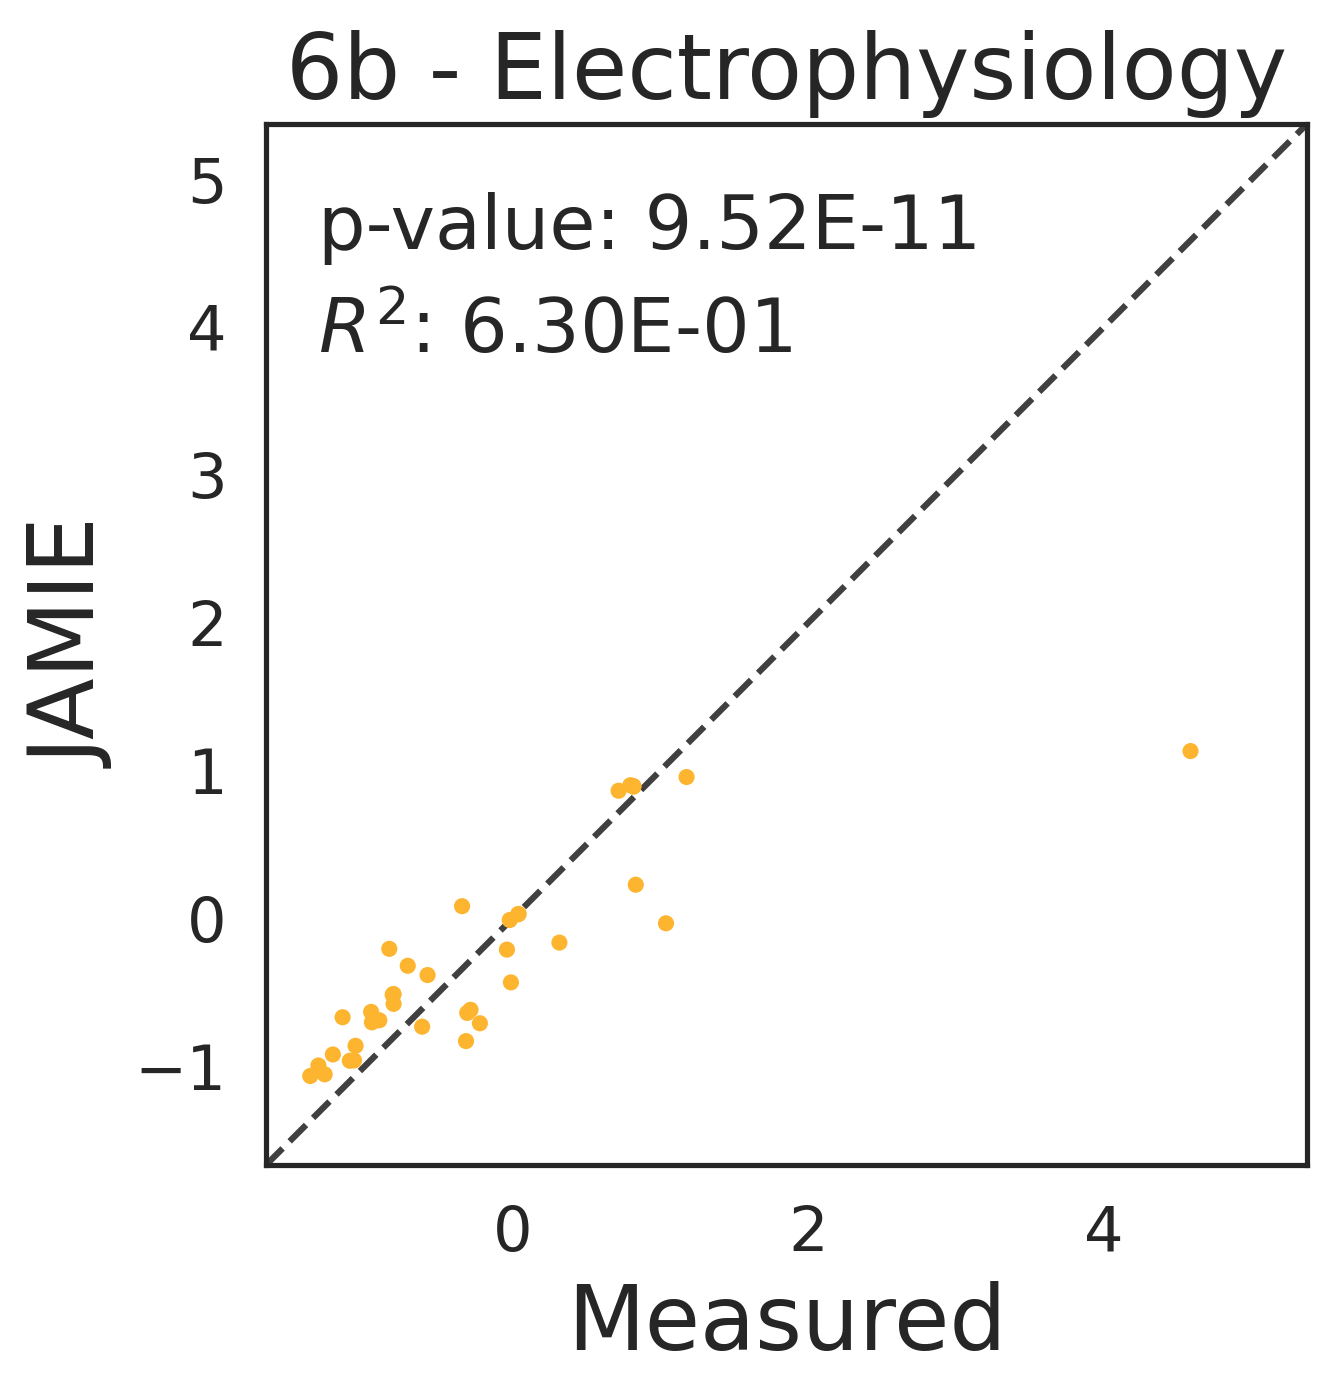 6b - Electrophysiology
p-value: 9.52E-11
R²: 6.30E-01
5
4
3
2
1
0
−1
JAMIE
0 2 4
Measured